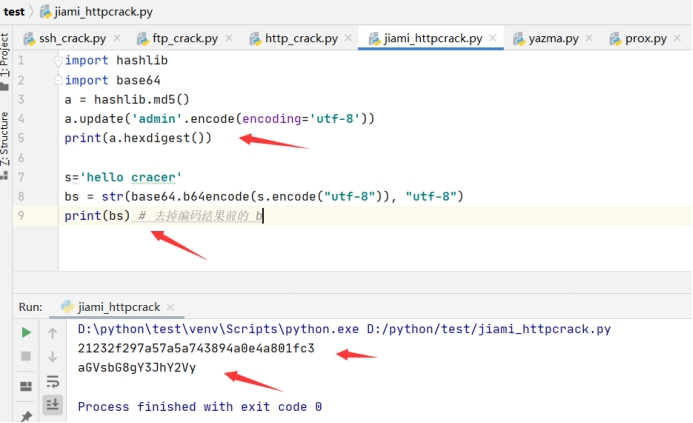 test jiami_httpcrack.py
ssh_crack.py ftp_crack.py http_crack.py jiami_httpcrack.py yazma.py prox.py
1: Project
Z: Structure
1 import hashlib
2 import base64
3 a = hashlib.md5()
4 a.update('admin'.encode(encoding='utf-8'))
5 print(a.hexdigest())
6
7 s='hello cracer'
8 bs = str(base64.b64encode(s.encode("utf-8")), "utf-8")
9 print(bs) # 去掉编码结果前的 b
Run: jiami_httpcrack
D:\python\test\venv\Scripts\python.exe D:/python/test/jiami_httpcrack.py
21232f297a57a5a743894a0e4a801fc3
aGVsbG8gY3JhY2Vy
Process finished with exit code 0